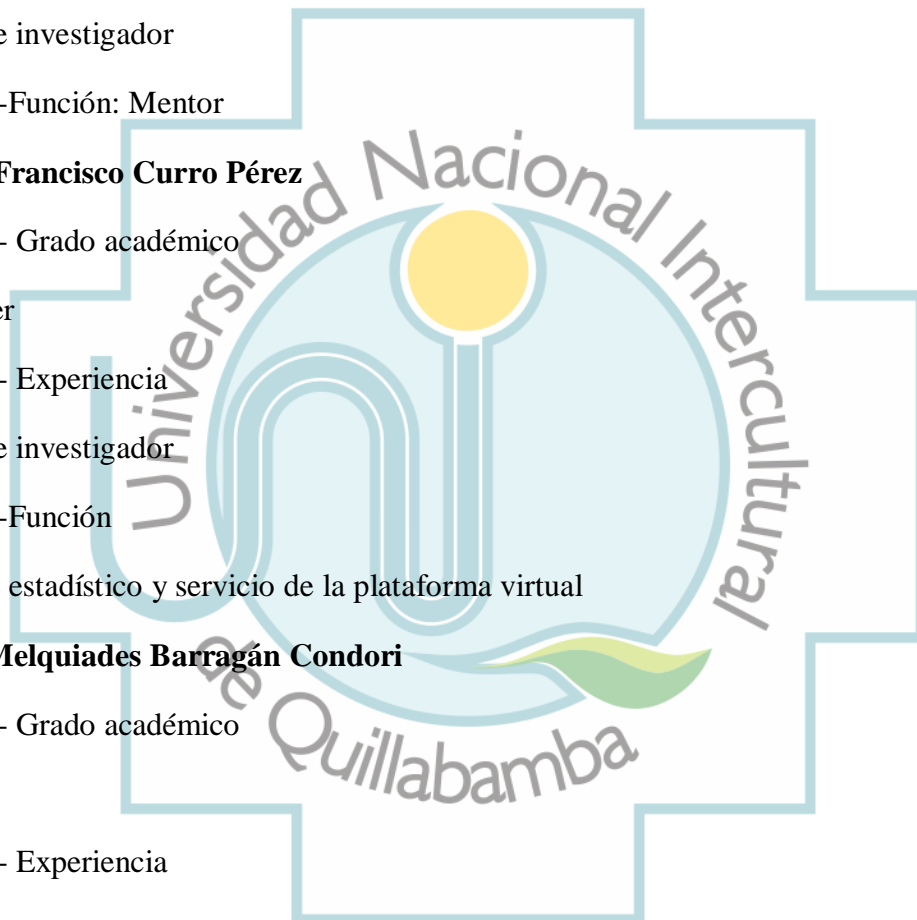 e investigador
-Función: Mentor
Francisco Curro Pérez
- Grado académico
er
- Experiencia
e investigador
-Función
estadístico y servicio de la plataforma virtual
Melquiades Barragán Condori
- Grado académico
- Experiencia
Universidad Nacional Intercultural
de Quillabamba